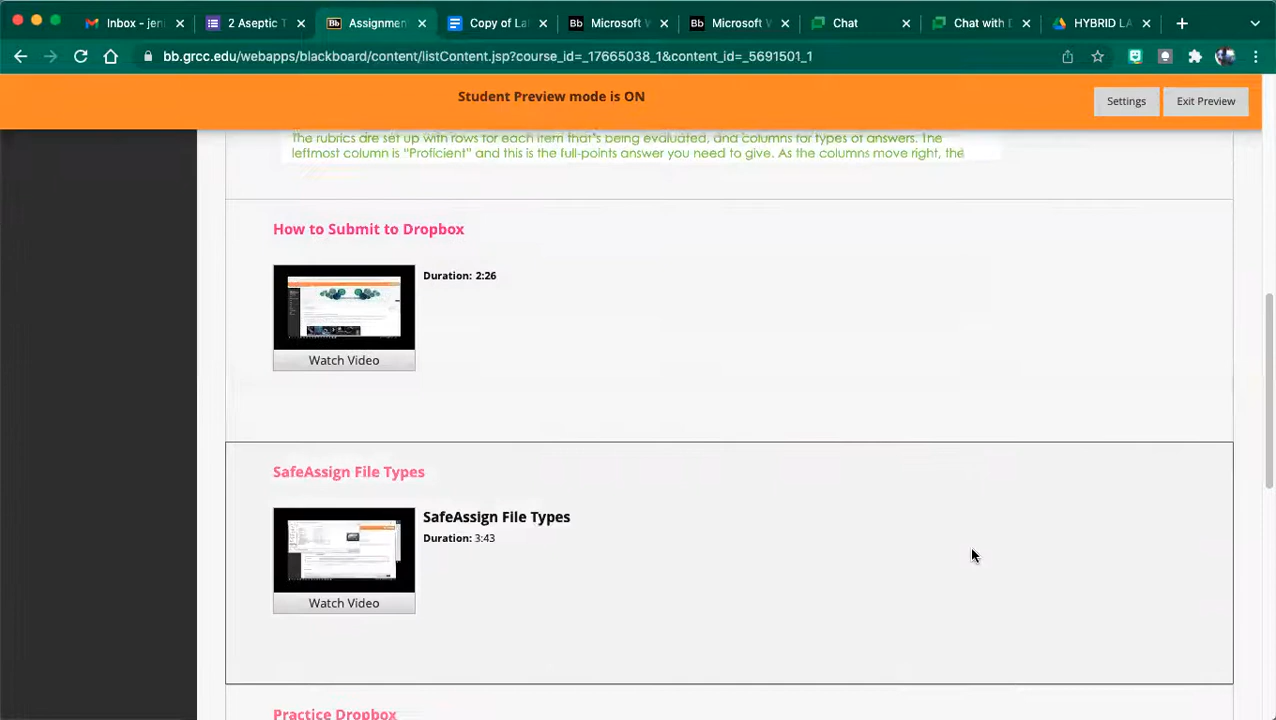 Inbox - jen
2 Aseptic T
Assignmen
Copy of La
Microsoft W
Microsoft W
Chat
Chat with D
HYBRID LA
bb.grcc.edu/webapps/blackboard/content/listContent.jsp?course_id=_17665038_1&content_id=_5691501_1
Student Preview mode is ON
Settings
Exit Preview
The rubrics are set up with rows for each item that's being evaluated, and columns for types of answers. The
leftmost column is "Proficient" and this is the full-points answer you need to give. As the columns move right, the
How to Submit to Dropbox
Duration: 2:26
Watch Video
SafeAssign File Types
SafeAssign File Types
Duration: 3:43
Watch Video
Practice Dropbox